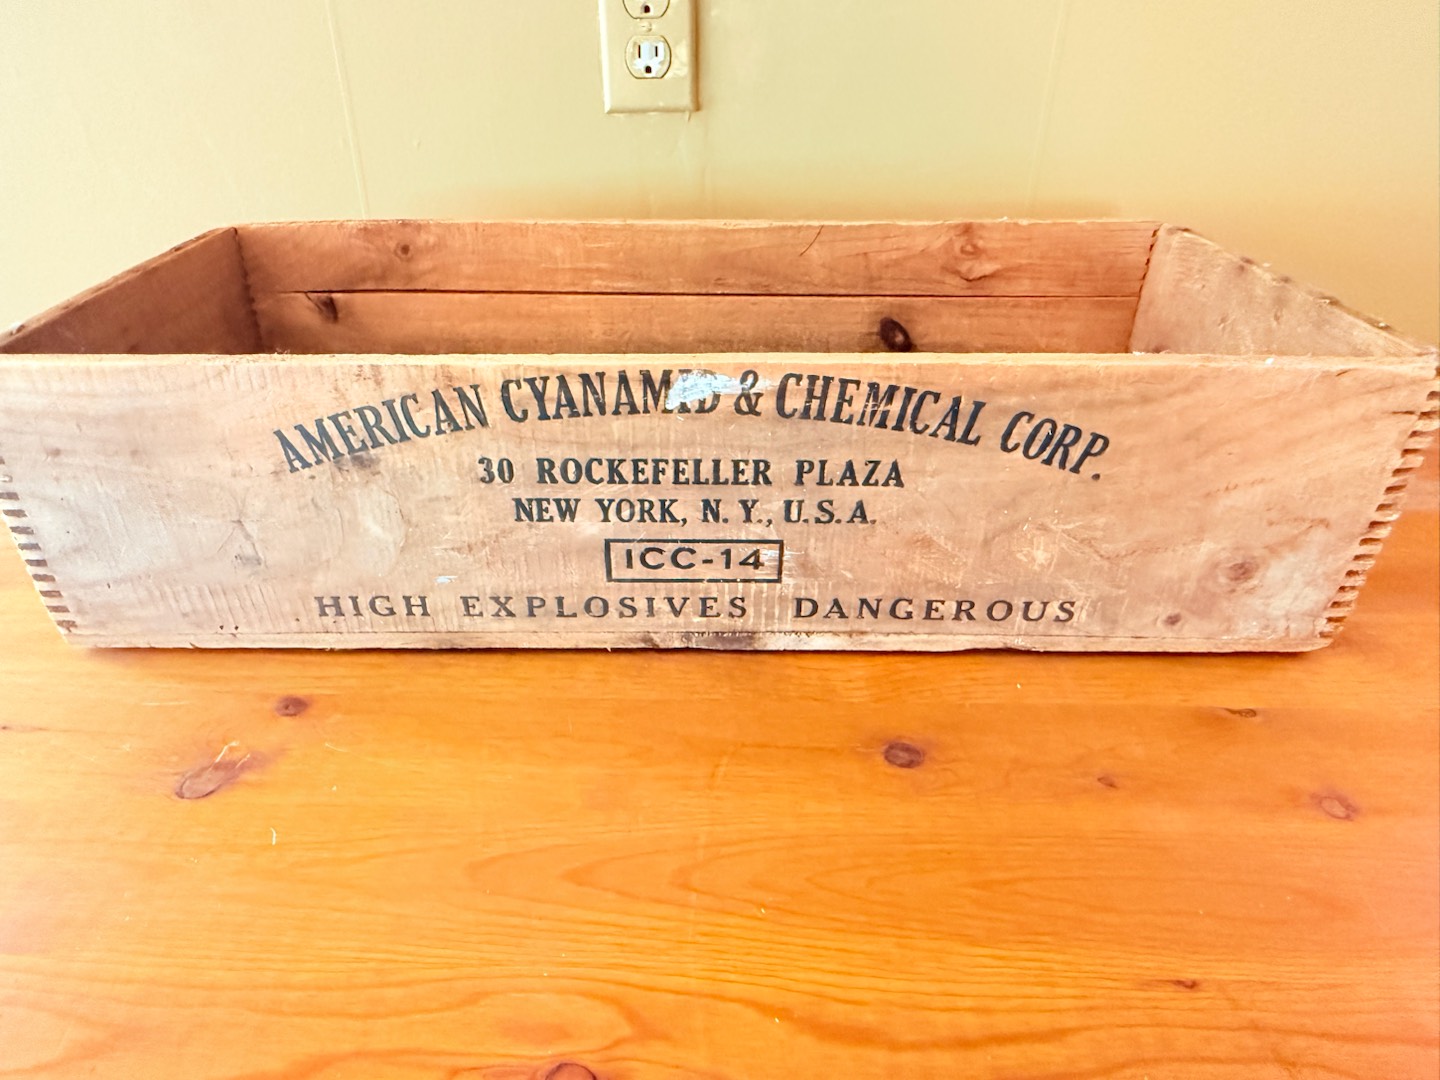 AMERICAN CYANAMID & CHEMICAL CORP.
30 ROCKEFELLER PLAZA
NEW YORK, N. Y., U.S.A.
ICC-14
HIGH EXPLOSIVES DANGEROUS